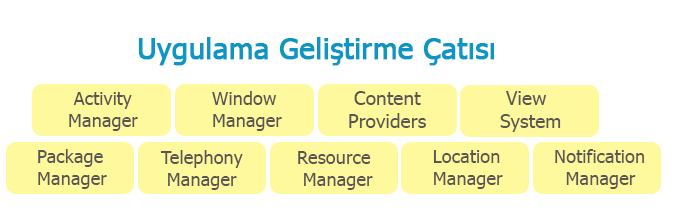 Uygulama Geliştirme Çatısı
Activity
Manager
Window
Manager
Content
Providers
View
System
Package
Manager
Telephony
Manager
Resource
Manager
Location
Manager
Notification
Manager